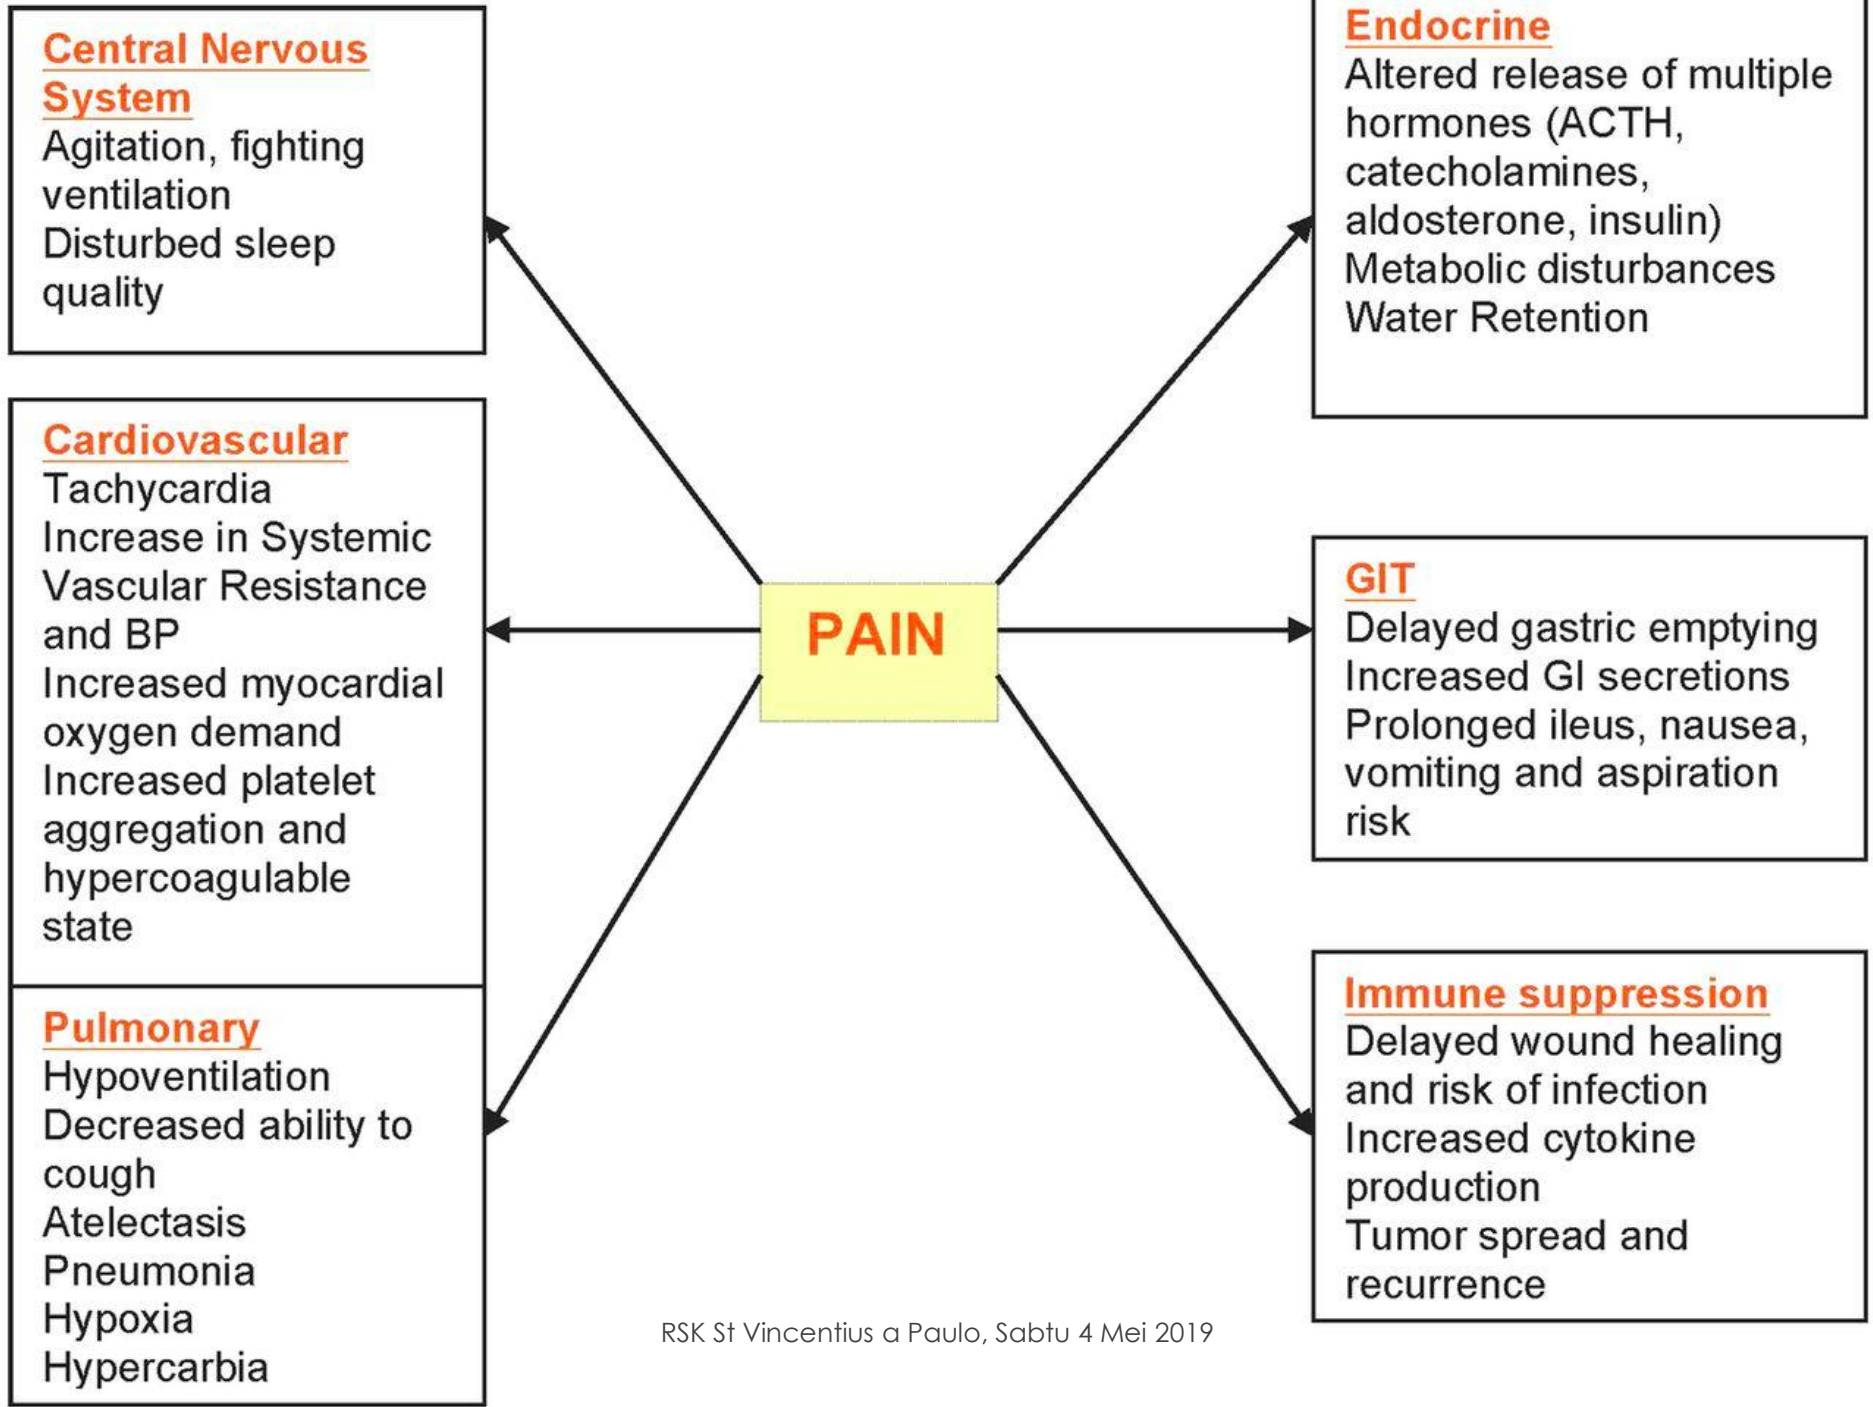 Central Nervous
System
Agitation, fighting
ventilation
Disturbed sleep
quality
Cardiovascular
Tachycardia
Increase in Systemic
Vascular Resistance
and BP
Increased myocardial
oxygen demand
Increased platelet
aggregation and
hypercoagulable
state
Pulmonary
Hypoventilation
Decreased ability to
cough
Atelectasis
Pneumonia
Hypoxia
Hypercarbia
PAIN
Endocrine
Altered release of multiple
hormones (ACTH,
catecholamines,
aldosterone, insulin)
Metabolic disturbances
Water Retention
GIT
Delayed gastric emptying
Increased GI secretions
Prolonged ileus, nausea,
vomiting and aspiration
risk
Immune suppression
Delayed wound healing
and risk of infection
Increased cytokine
production
Tumor spread and
recurrence
RSK St Vincentius a Paulo, Sabtu 4 Mei 2019